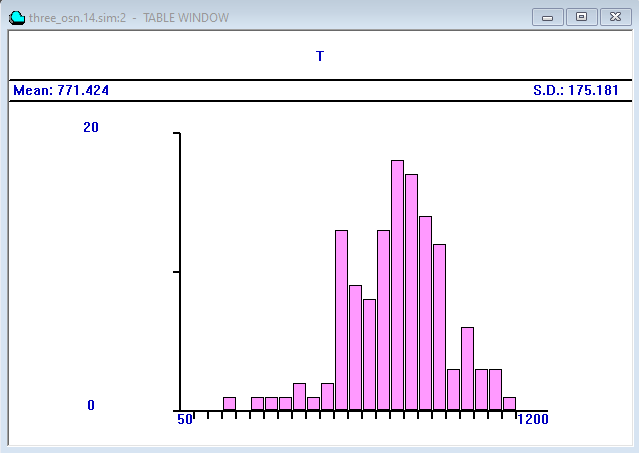 three_osn.14.sim:2 - TABLE WINDOW
T
Mean: 771.424 S.D.: 175.181
20
0
50 1200